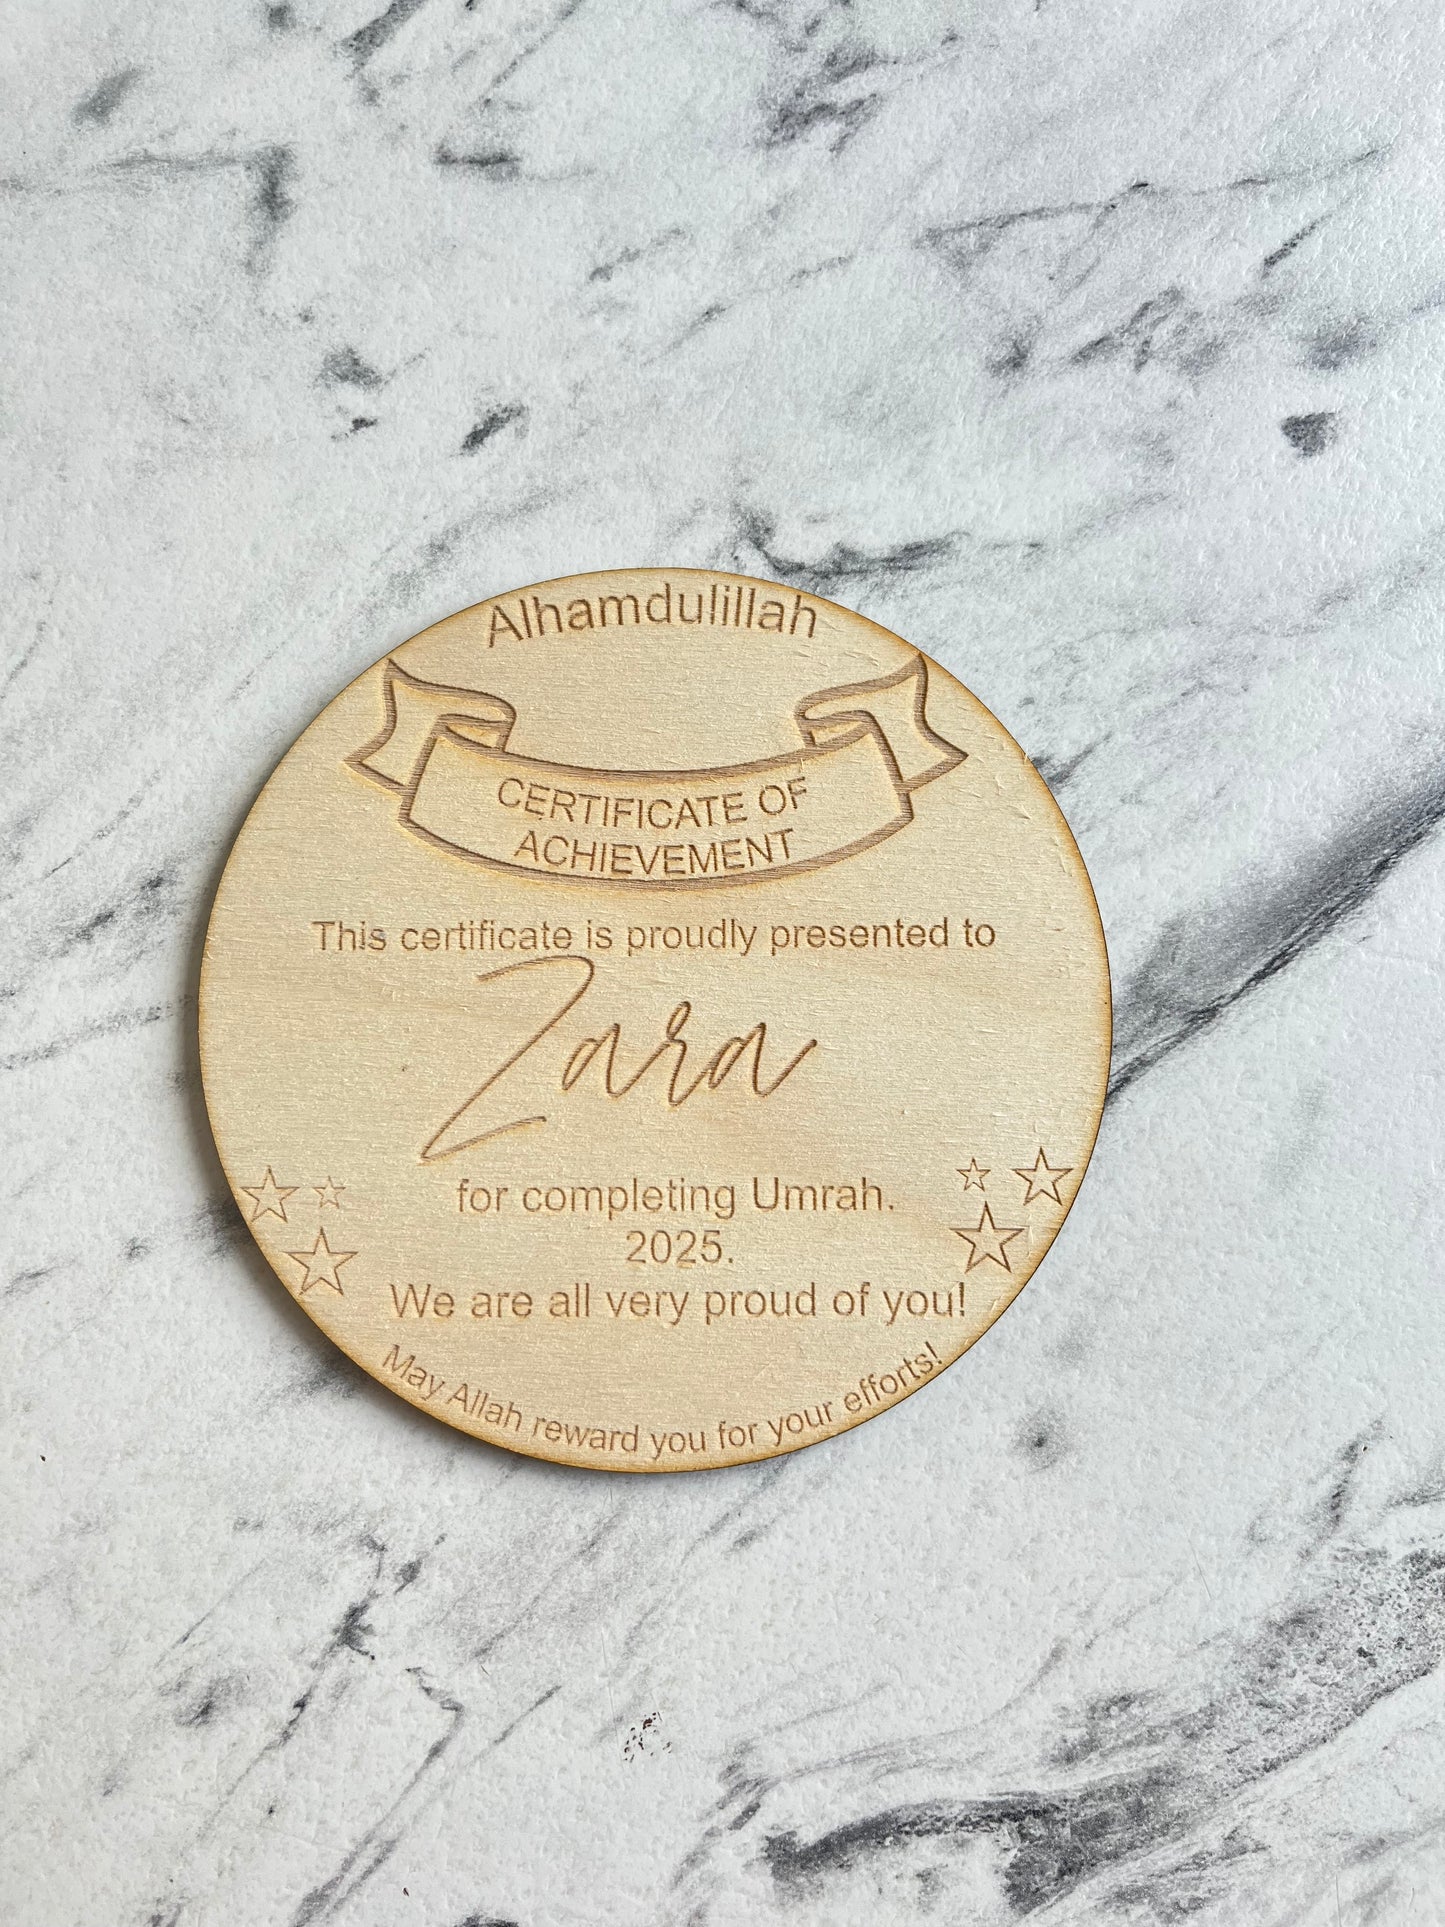 Alhamdulillah
CERTIFICATE OF
ACHIEVEMENT
This certificate is proudly presented to
Zara
for completing Umrah.
2025.
We are all very proud of you!
May Allah reward you for your efforts!